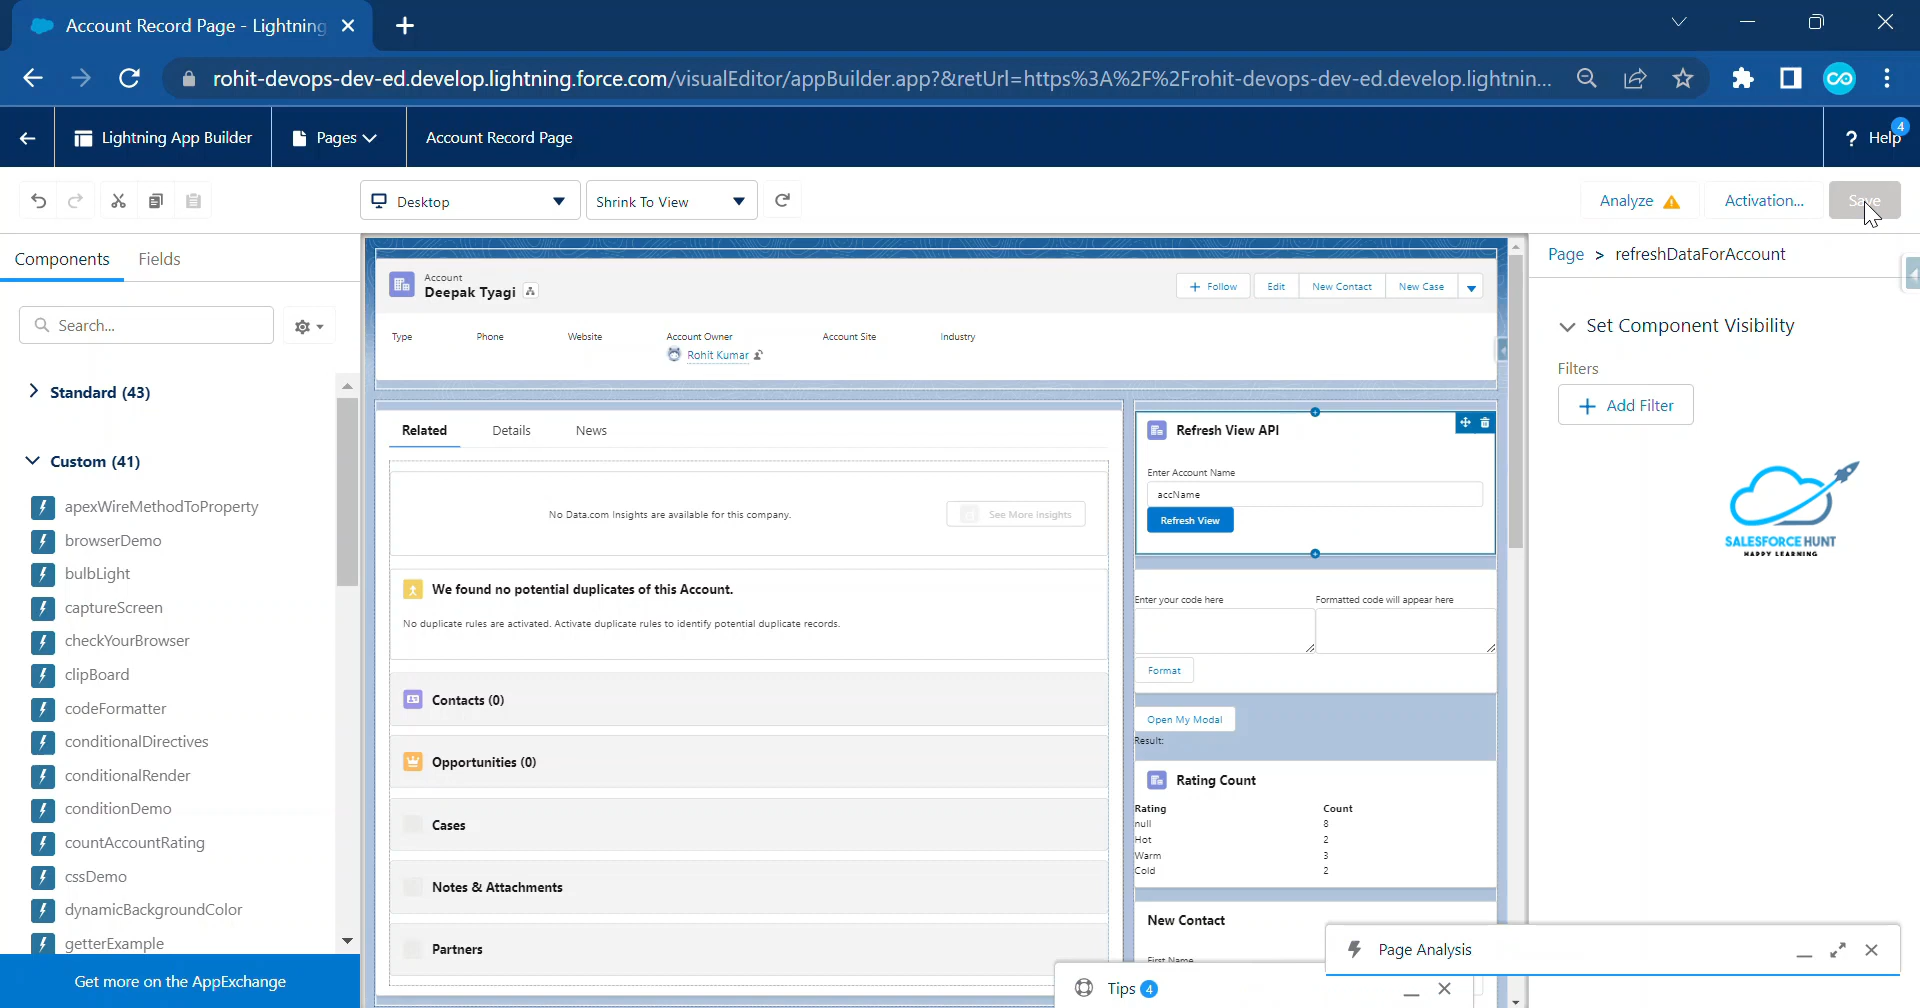 Account Record Page - Lightning
rohit-devops-dev-ed.develop.lightning.force.com/visualEditor/appBuilder.app?&retUrl=https%3A%2F%2Frohit-devops-dev-ed.develop.lightnin...
Lightning App Builder
Pages
Account Record Page
? Help
4
Desktop
Shrink To View
Analyze
Activation...
Save
Components
Fields
Search...
Standard (43)
Custom (41)
apexWireMethodToProperty
browserDemo
bulbLight
captureScreen
checkYourBrowser
clipBoard
codeFormatter
conditionalDirectives
conditionalRender
conditionDemo
countAccountRating
cssDemo
dynamicBackgroundColor
getterExample
Get more on the AppExchange
Account
Deepak Tyagi
Follow
Edit
New Contact
New Case
Type
Phone
Website
Account Owner
Account Site
Industry
Rohit Kumar
Related
Details
News
No Data.com Insights are available for this company.
See More Insights
We found no potential duplicates of this Account.
No duplicate rules are activated. Activate duplicate rules to identify potential duplicate records.
Contacts (0)
Opportunities (0)
Cases
Notes & Attachments
Partners
Refresh View API
Enter Account Name
accName
Refresh View
Enter your code here
Formatted code will appear here
Format
Open My Modal
Result:
Rating Count
Rating Count
null 8
Hot 2
Warm 3
Cold 2
New Contact
First Name
Page > refreshDataForAccount
Set Component Visibility
Filters
Add Filter
SALESFORCE HUNT
HAPPY LEARNING
Page Analysis
Tips 4